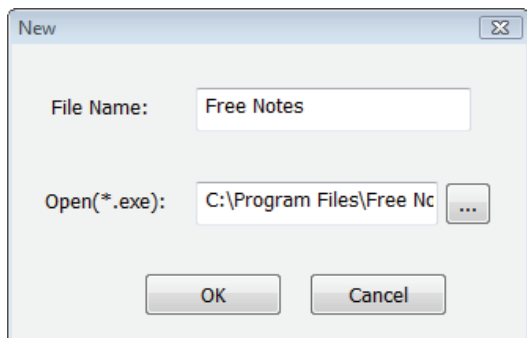 New
File Name: Free Notes
Open(*.exe): C:\Program Files\Free Nc ...
OK Cancel